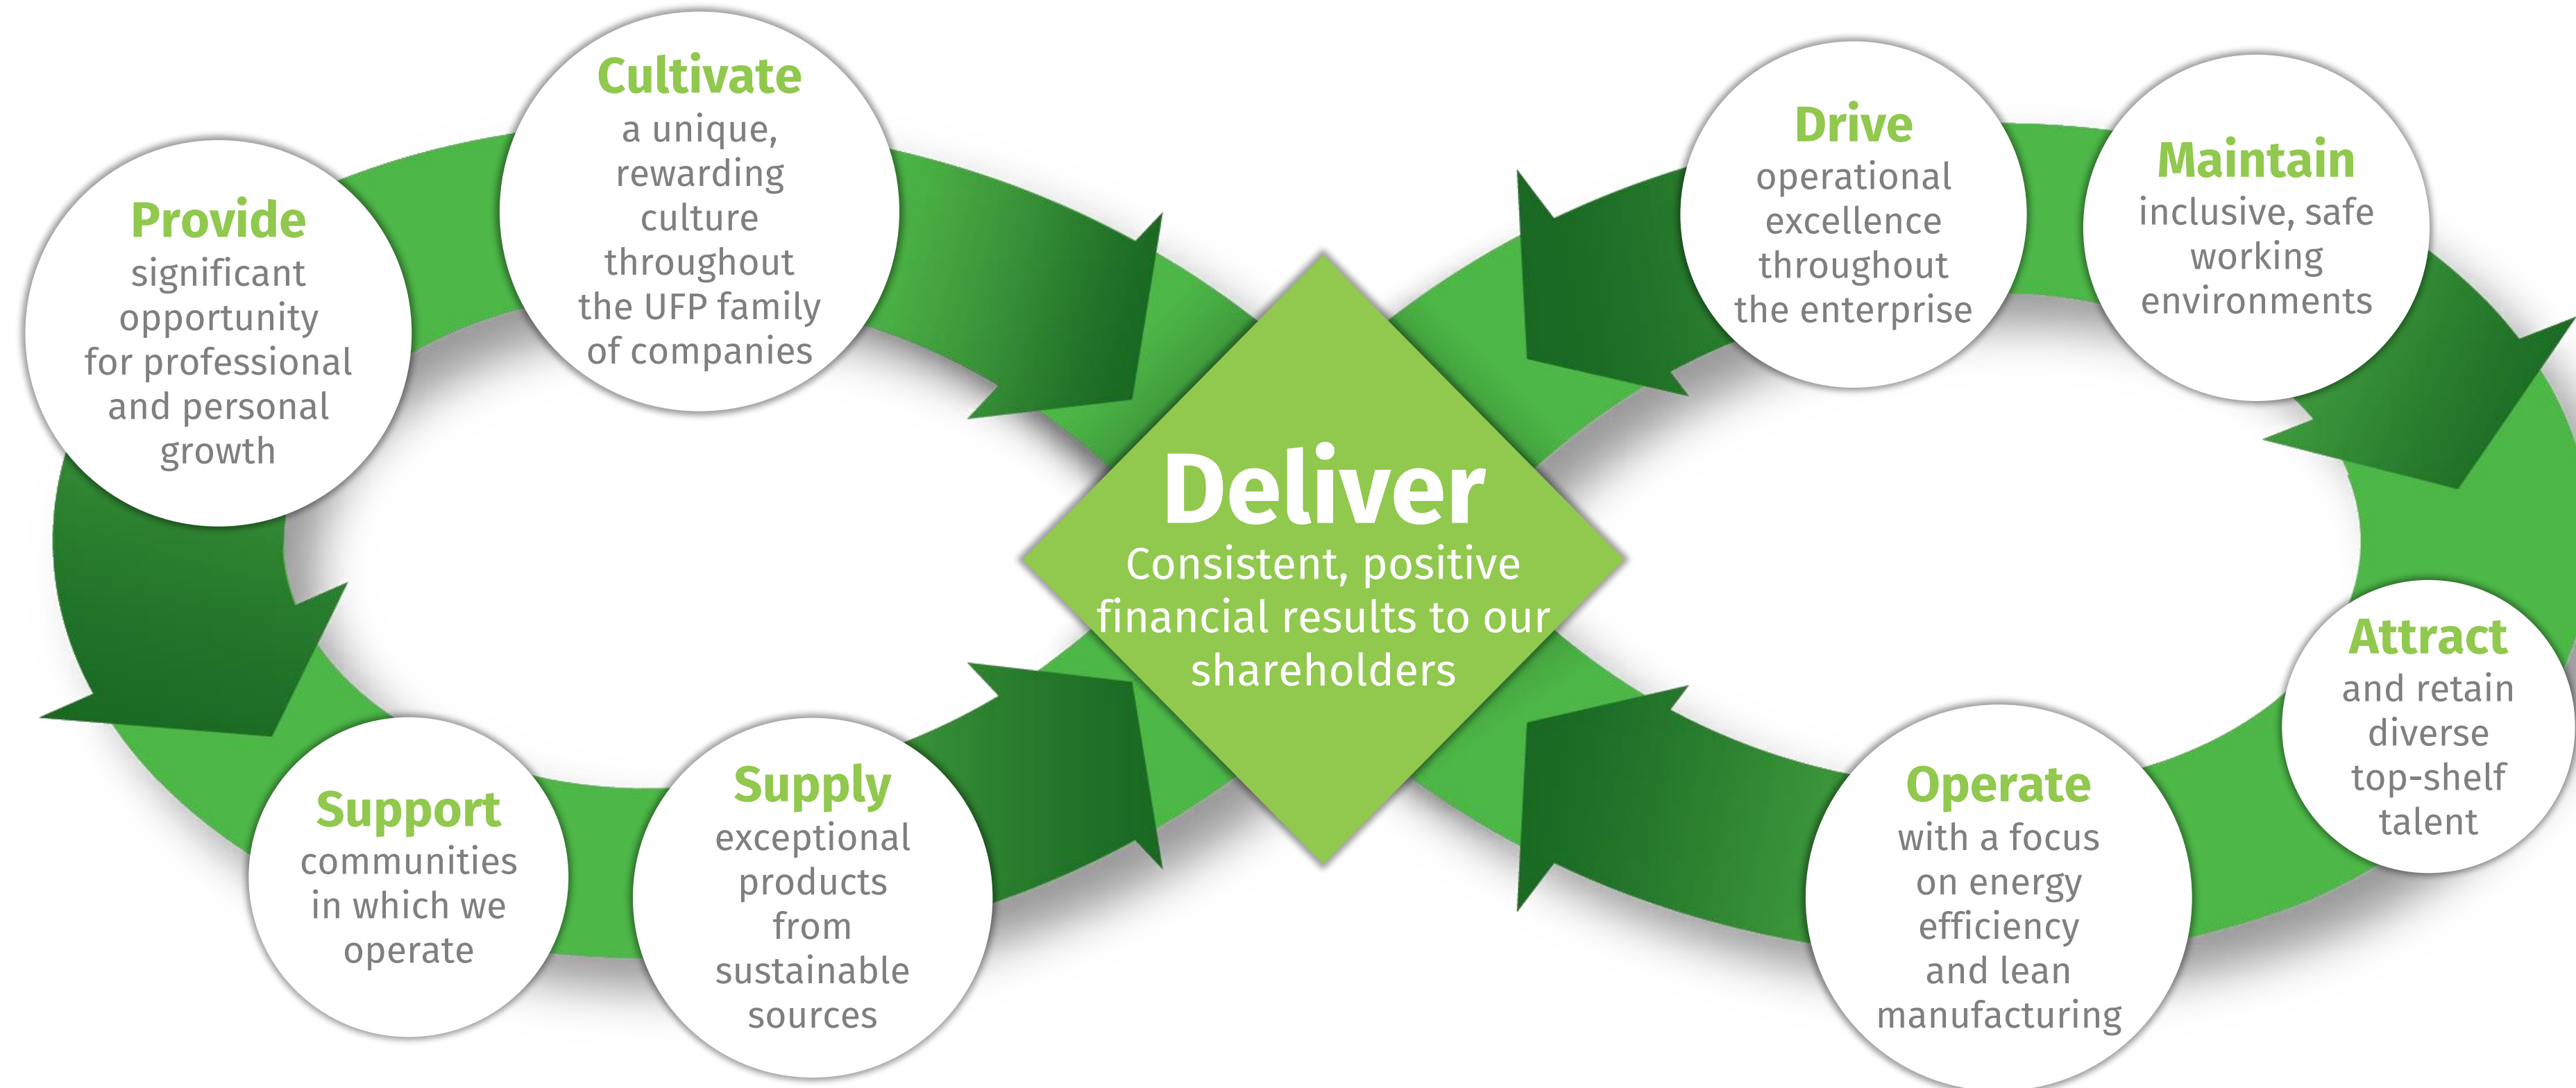 Provide
significant
opportunity
for professional
and personal
growth
Cultivate
a unique,
rewarding
culture
throughout
the UFP family
of companies
Drive
operational
excellence
throughout
the enterprise
Maintain
inclusive, safe
working
environments
Deliver
Consistent, positive
financial results to our
shareholders
Support
communities
in which we
operate
Supply
exceptional
products
from
sustainable
sources
Operate
with a focus
on energy
efficiency
and lean
manufacturing
Attract
and retain
diverse
top-shelf
talent